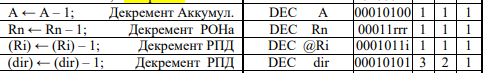 A ← A – 1; Декремент Аккумул. DEC A 00010100 1 1 1
Rn ← Rn – 1; Декремент РОНа DEC Rn 00011rrr 1 1 1
(Ri) ← (Ri) – 1; Декремент РПД DEC @Ri 0001011i 1 1 1
(dir) ← (dir) – 1; Декремент РПД DEC dir 00010101 3 2 1